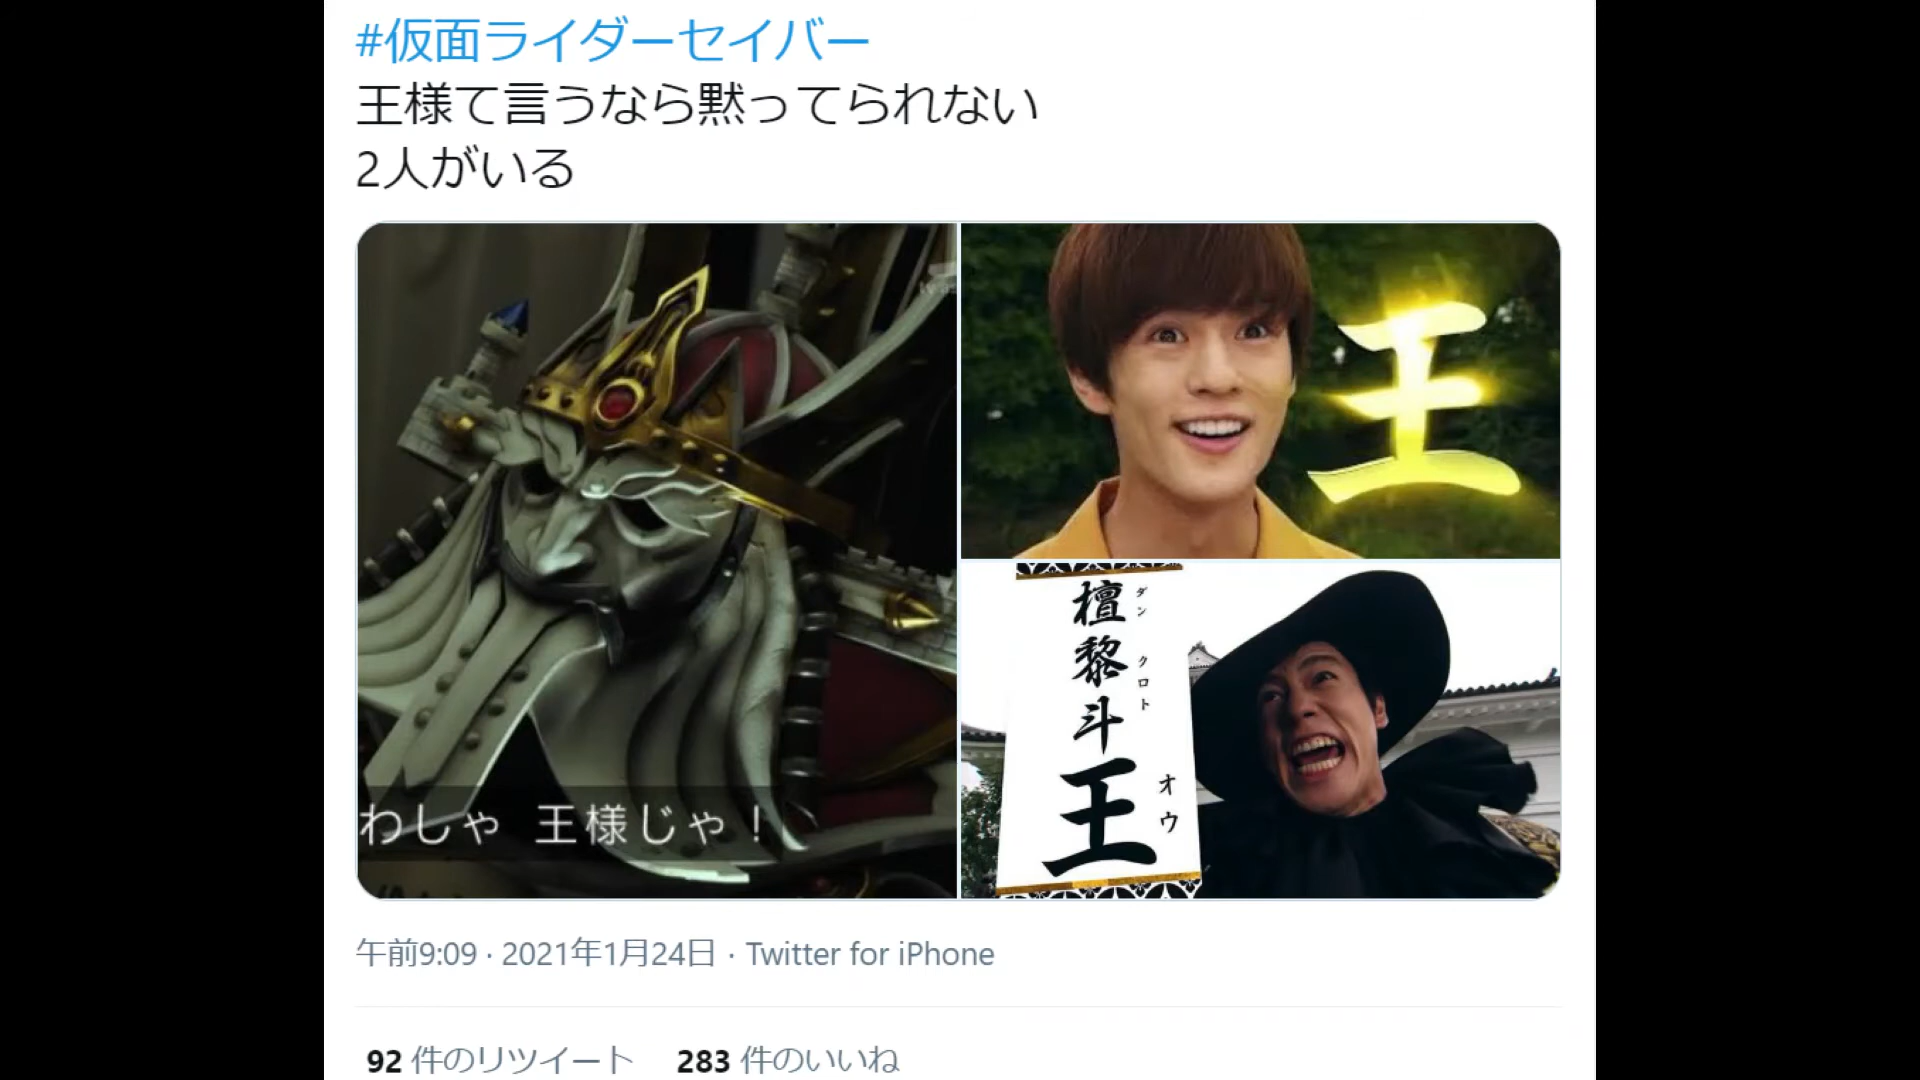 #仮面ライダーセイバー
王様て言うなら黙ってられない
2人がいる
わしゃ 王様じゃ！
王
檀黎斗王
ダン クロト オウ
午前9:09 · 2021年1月24日 · Twitter for iPhone
92 件のリツイート 283 件のいいね